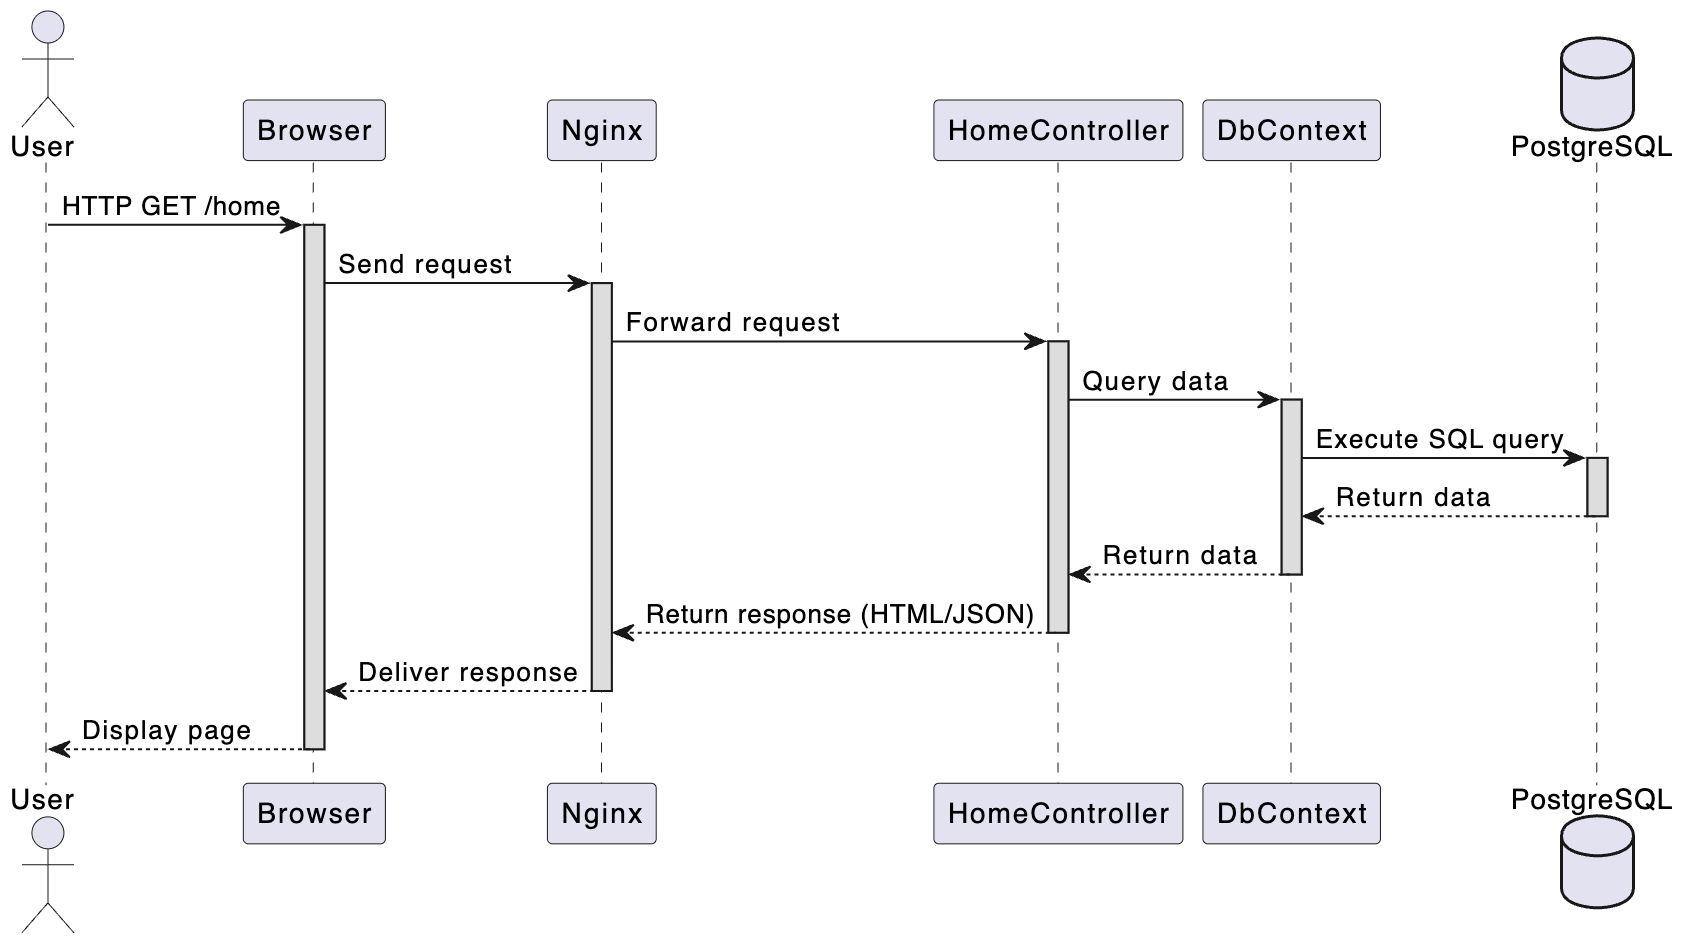 User
Browser
Nginx
HomeController
DbContext
PostgreSQL
HTTP GET /home
Send request
Forward request
Query data
Execute SQL query
Return data
Return data
Return response (HTML/JSON)
Deliver response
Display page
User
Browser
Nginx
HomeController
DbContext
PostgreSQL